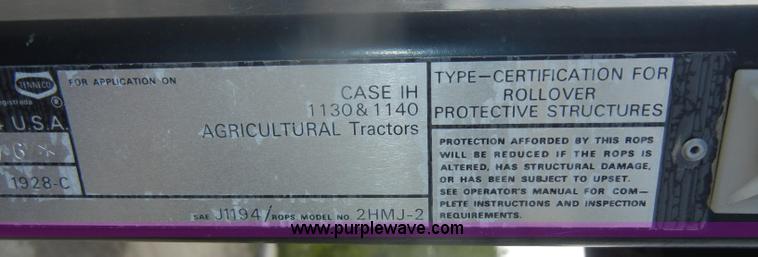 TENNECO
egistrada
®
U.S.A.
1928-C
FOR APPLICATION ON
CASE IH
1130 & 1140
AGRICULTURAL Tractors
SAE J1194/ROPS MODEL NO. 2HMJ-2
TYPE—CERTIFICATION FOR
ROLLOVER
PROTECTIVE STRUCTURES
PROTECTION AFFORDED BY THIS ROPS
WILL BE REDUCED IF THE ROPS IS
ALTERED, HAS STRUCTURAL DAMAGE,
OR HAS BEEN SUBJECT TO UPSET.
SEE OPERATOR'S MANUAL FOR COM—
PLETE INSTRUCTIONS AND INSPECTION
REQUIREMENTS.
www.purplewave.com